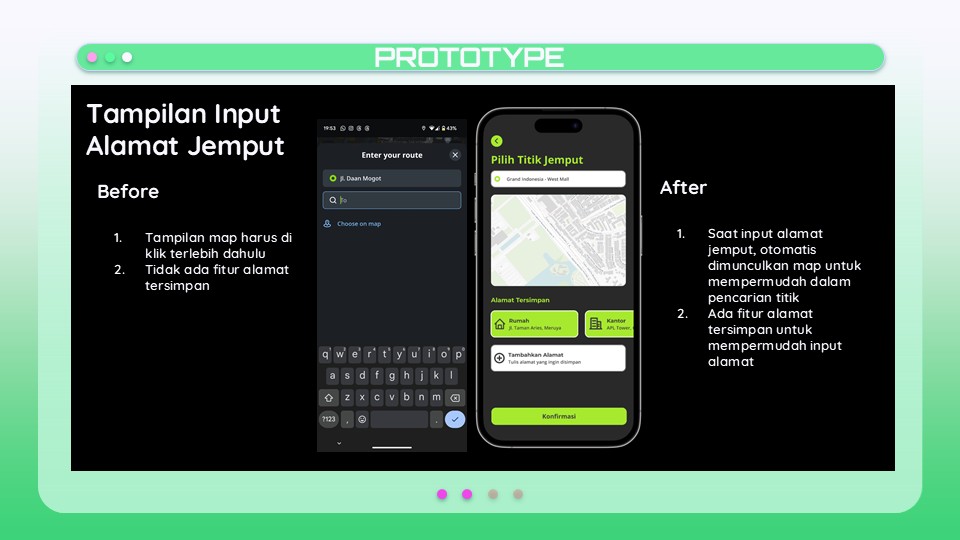 PROTOTYPE
Tampilan Input
Alamat Jemput
Before
1. Tampilan map harus di
klik terlebih dahulu
2. Tidak ada fitur alamat
tersimpan
19:53
43%
Enter your route
Jl. Daan Mogot
To
Choose on map
q w e r t y u i o p
a s d f g h j k l
z x c v b n m
?123 , .
Pilih Titik Jemput
Grand Indonesia - West Mall
Alamat Tersimpan
Rumah
Jl. Taman Aries, Meruya
Kantor
APL Tower,
Tambahkan Alamat
Tulis alamat yang ingin disimpan
Konfirmasi
After
1. Saat input alamat
jemput, otomatis
dimunculkan map untuk
mempermudah dalam
pencarian titik
2. Ada fitur alamat
tersimpan untuk
mempermudah input
alamat